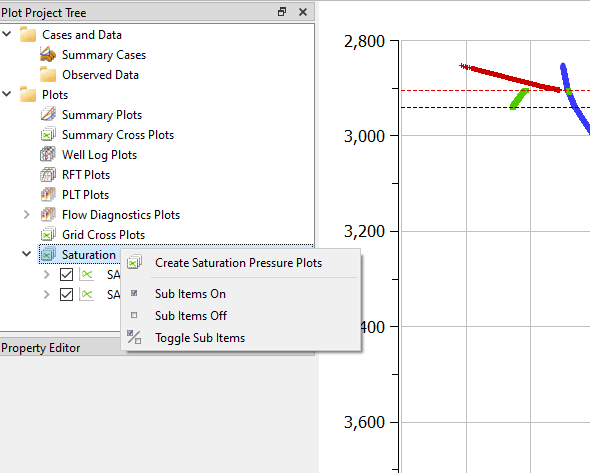 Plot Project Tree
Cases and Data
Summary Cases
Observed Data
Plots
Summary Plots
Summary Cross Plots
Well Log Plots
RFT Plots
PLT Plots
Flow Diagnostics Plots
Grid Cross Plots
Saturation
SA
SA
Create Saturation Pressure Plots
Sub Items On
Sub Items Off
Toggle Sub Items
Property Editor
2,800
3,000
3,200
400
3,600